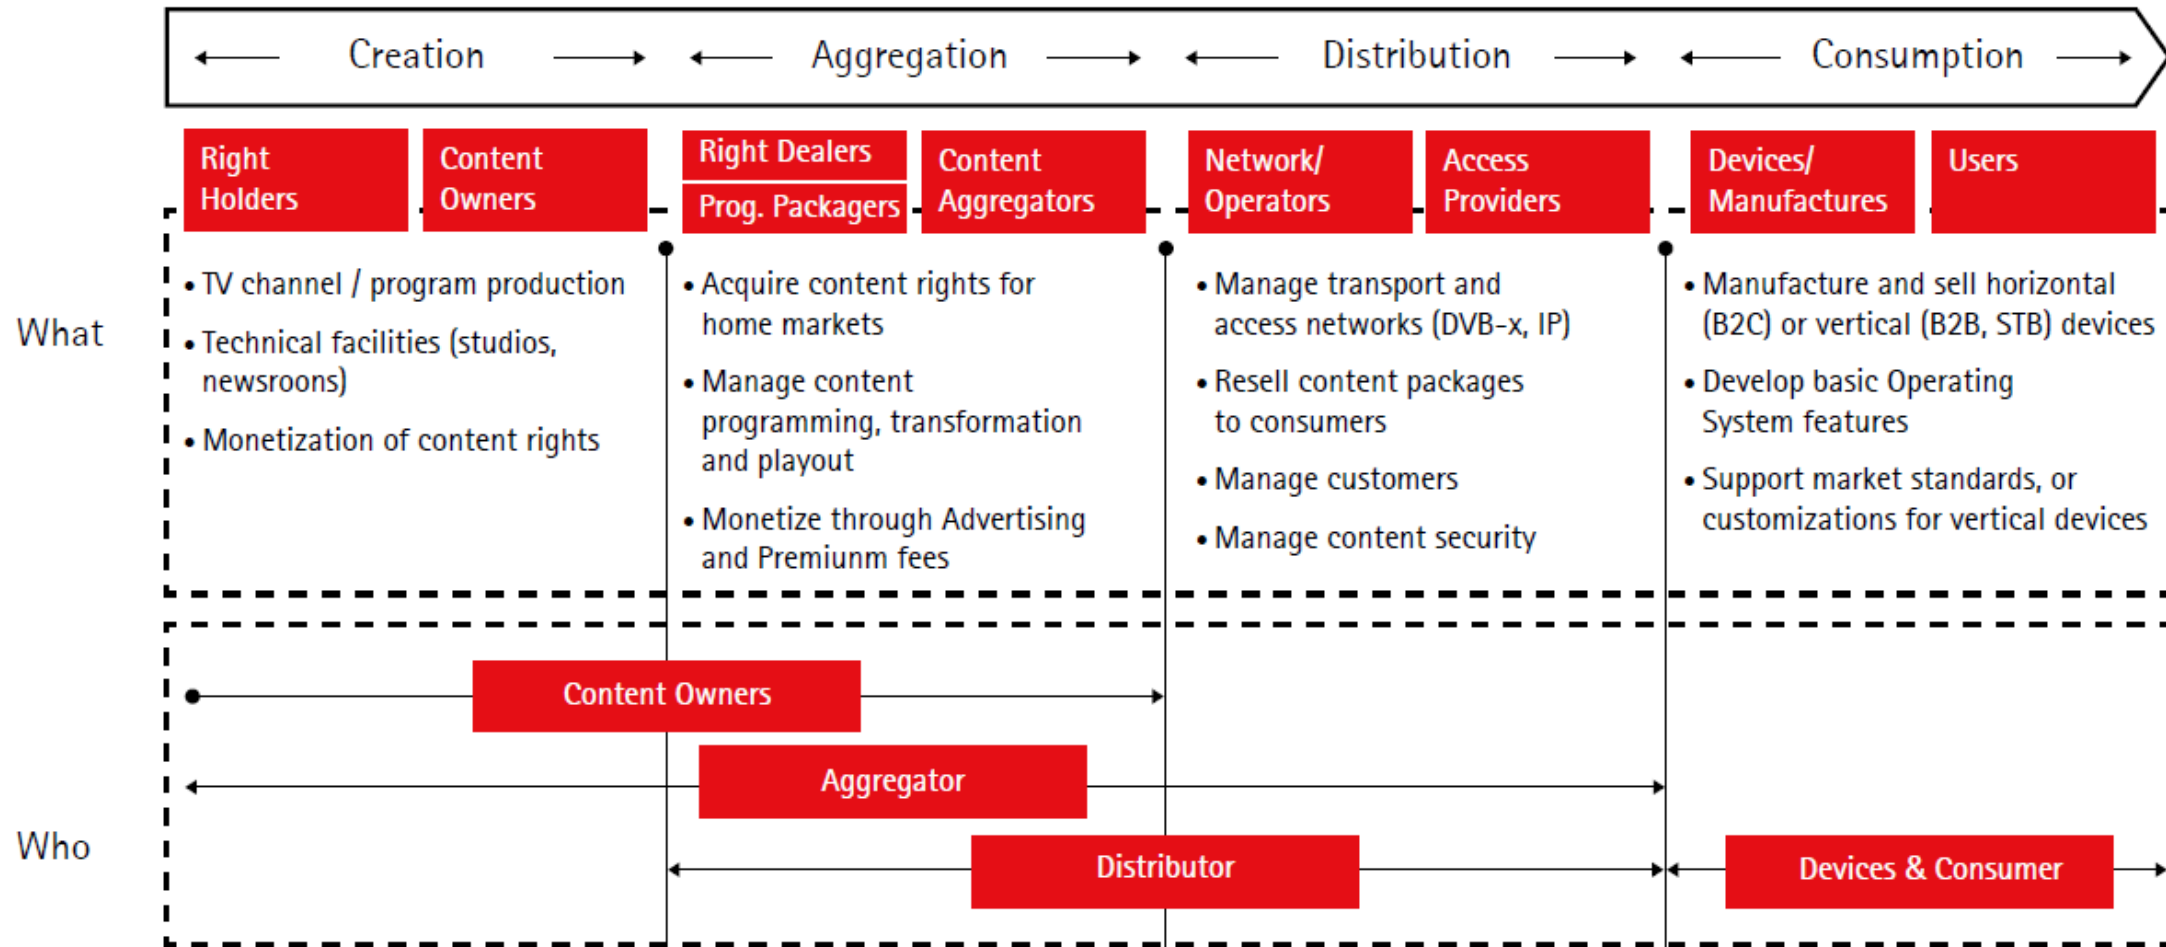 Creation
Aggregation
Distribution
Consumption
Right
Holders
Content
Owners
Right Dealers
Prog. Packagers
Content
Aggregators
Network/
Operators
Access
Providers
Devices/
Manufactures
Users
What
• TV channel / program production
• Technical facilities (studios,
newsroons)
• Monetization of content rights
• Acquire content rights for
home markets
• Manage content
programming, transformation
and playout
• Monetize through Advertising
and Premiunm fees
• Manage transport and
access networks (DVB-x, IP)
• Resell content packages
to consumers
• Manage customers
• Manage content security
• Manufacture and sell horizontal
(B2C) or vertical (B2B, STB) devices
• Develop basic Operating
System features
• Support market standards, or
customizations for vertical devices
Who
Content Owners
Aggregator
Distributor
Devices & Consumer